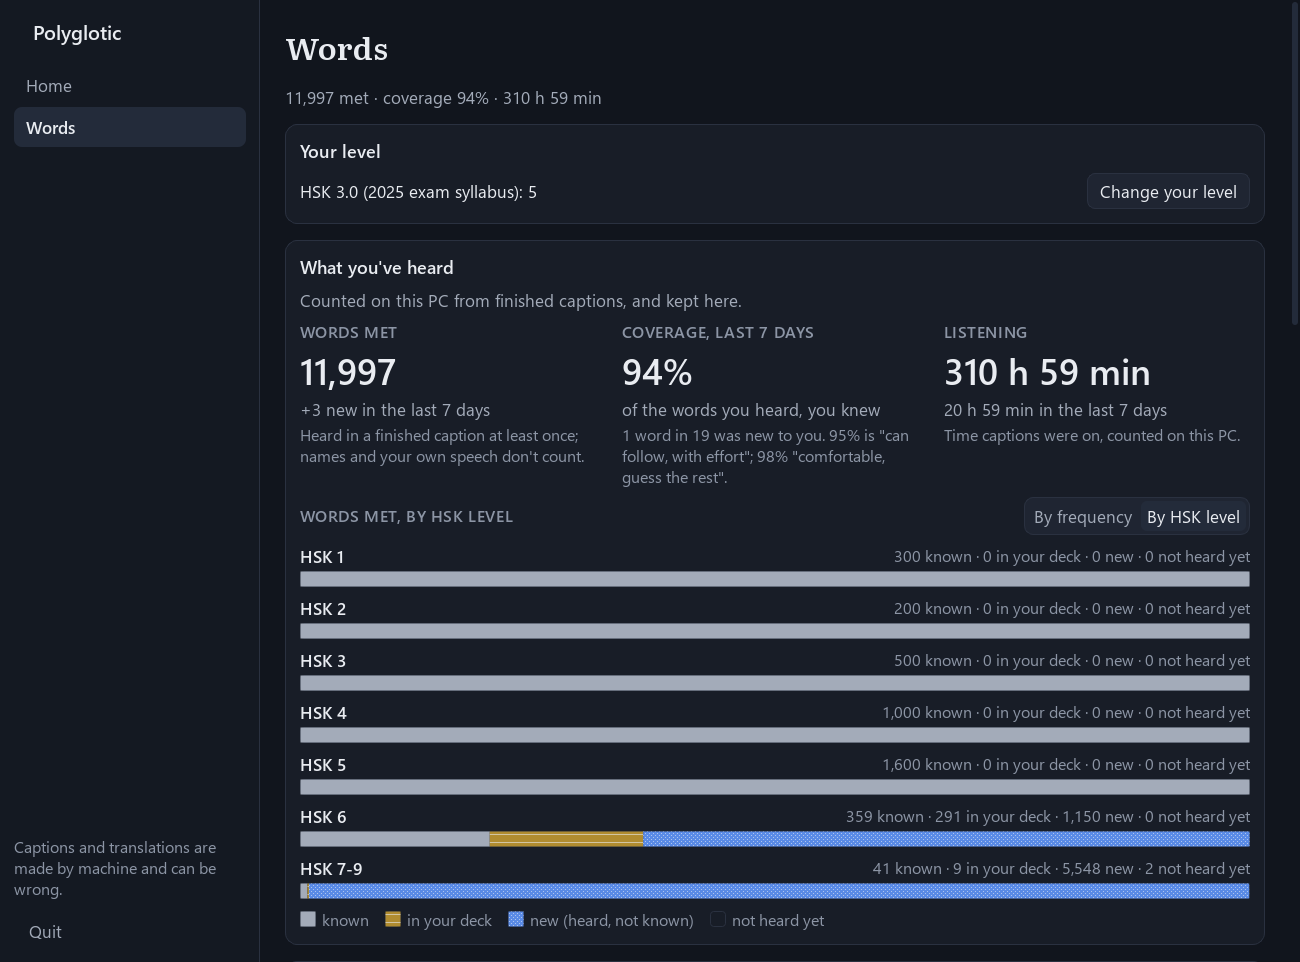 Polyglotic
Home
Words
Captions and translations are
made by machine and can be
wrong.
Quit
Words
11,997 met · coverage 94% · 310 h 59 min
Your level
HSK 3.0 (2025 exam syllabus): 5
Change your level
What you've heard
Counted on this PC from finished captions, and kept here.
WORDS MET
11,997
+3 new in the last 7 days
Heard in a finished caption at least once;
names and your own speech don't count.
COVERAGE, LAST 7 DAYS
94%
of the words you heard, you knew
1 word in 19 was new to you. 95% is "can
follow, with effort"; 98% "comfortable,
guess the rest".
LISTENING
310 h 59 min
20 h 59 min in the last 7 days
Time captions were on, counted on this PC.
WORDS MET, BY HSK LEVEL
By frequency
By HSK level
HSK 1
300 known · 0 in your deck · 0 new · 0 not heard yet
HSK 2
200 known · 0 in your deck · 0 new · 0 not heard yet
HSK 3
500 known · 0 in your deck · 0 new · 0 not heard yet
HSK 4
1,000 known · 0 in your deck · 0 new · 0 not heard yet
HSK 5
1,600 known · 0 in your deck · 0 new · 0 not heard yet
HSK 6
359 known · 291 in your deck · 1,150 new · 0 not heard yet
HSK 7-9
41 known · 9 in your deck · 5,548 new · 2 not heard yet
known
in your deck
new (heard, not known)
not heard yet